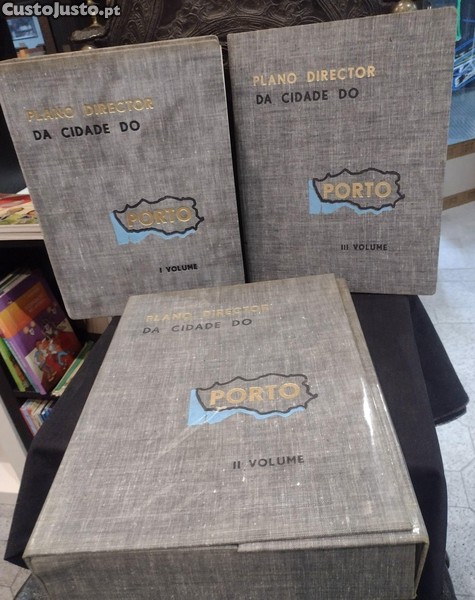 CustoJusto.pt
PLANO DIRECTOR
DA CIDADE DO
PORTO
I VOLUME
PLANO DIRECTOR
DA CIDADE DO
PORTO
III VOLUME
PLANO DIRECTOR
DA CIDADE DO
PORTO
II VOLUME